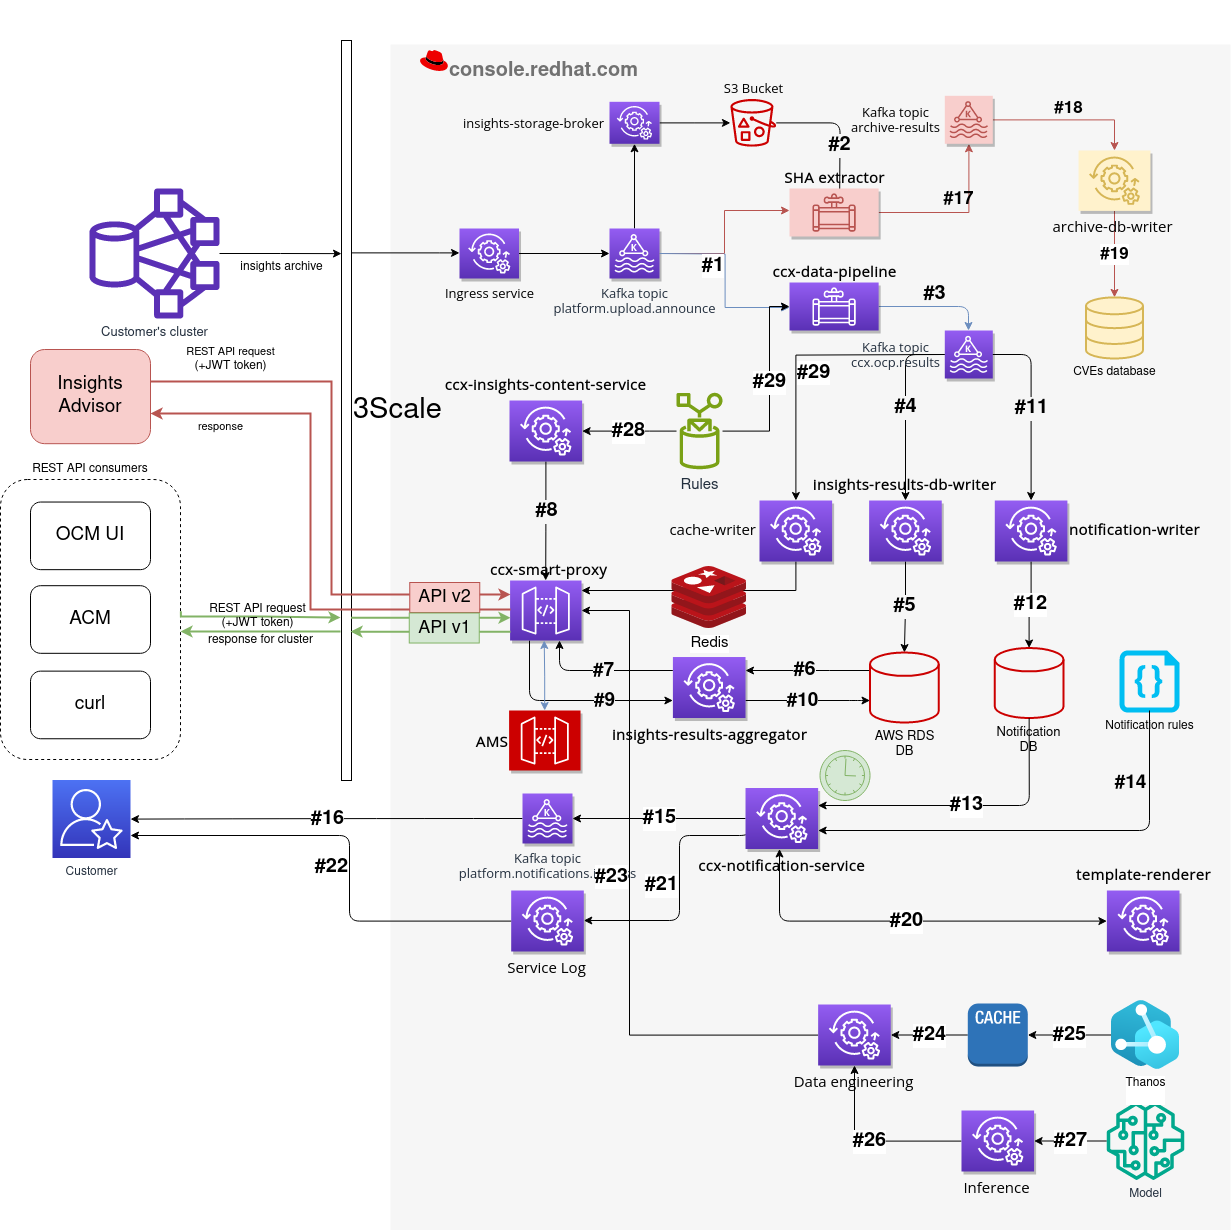 console.redhat.com
S3 Bucket
insights-storage-broker
Kafka topic
archive-results
#18
#2
SHA extractor
#17
archive-db-writer
#19
insights archive
Customer's cluster
Ingress service
Kafka topic
platform.upload.announce
#1
ccx-data-pipeline
#3
Kafka topic
ccx.ocp.results
CVEs database
REST API request
(+JWT token)
Insights
Advisor
response
3Scale
ccx-insights-content-service
#29
#29
#4
#11
#28
Rules
REST API consumers
OCM UI
ACM
curl
#8
insights-results-db-writer
cache-writer
notification-writer
ccx-smart-proxy
API v2
API v1
REST API request
(+JWT token)
response for cluster
Redis
#5
#12
#7
#6
#9
#10
insights-results-aggregator
AMS
AWS RDS
DB
Notification
DB
Notification rules
#14
#13
#16
#15
Customer
#22
Kafka topic
platform.notifications.
#23
#21
ccx-notification-service
template-renderer
#20
Service Log
CACHE
#24
#25
Data engineering
Thanos
#26
#27
Inference
Model